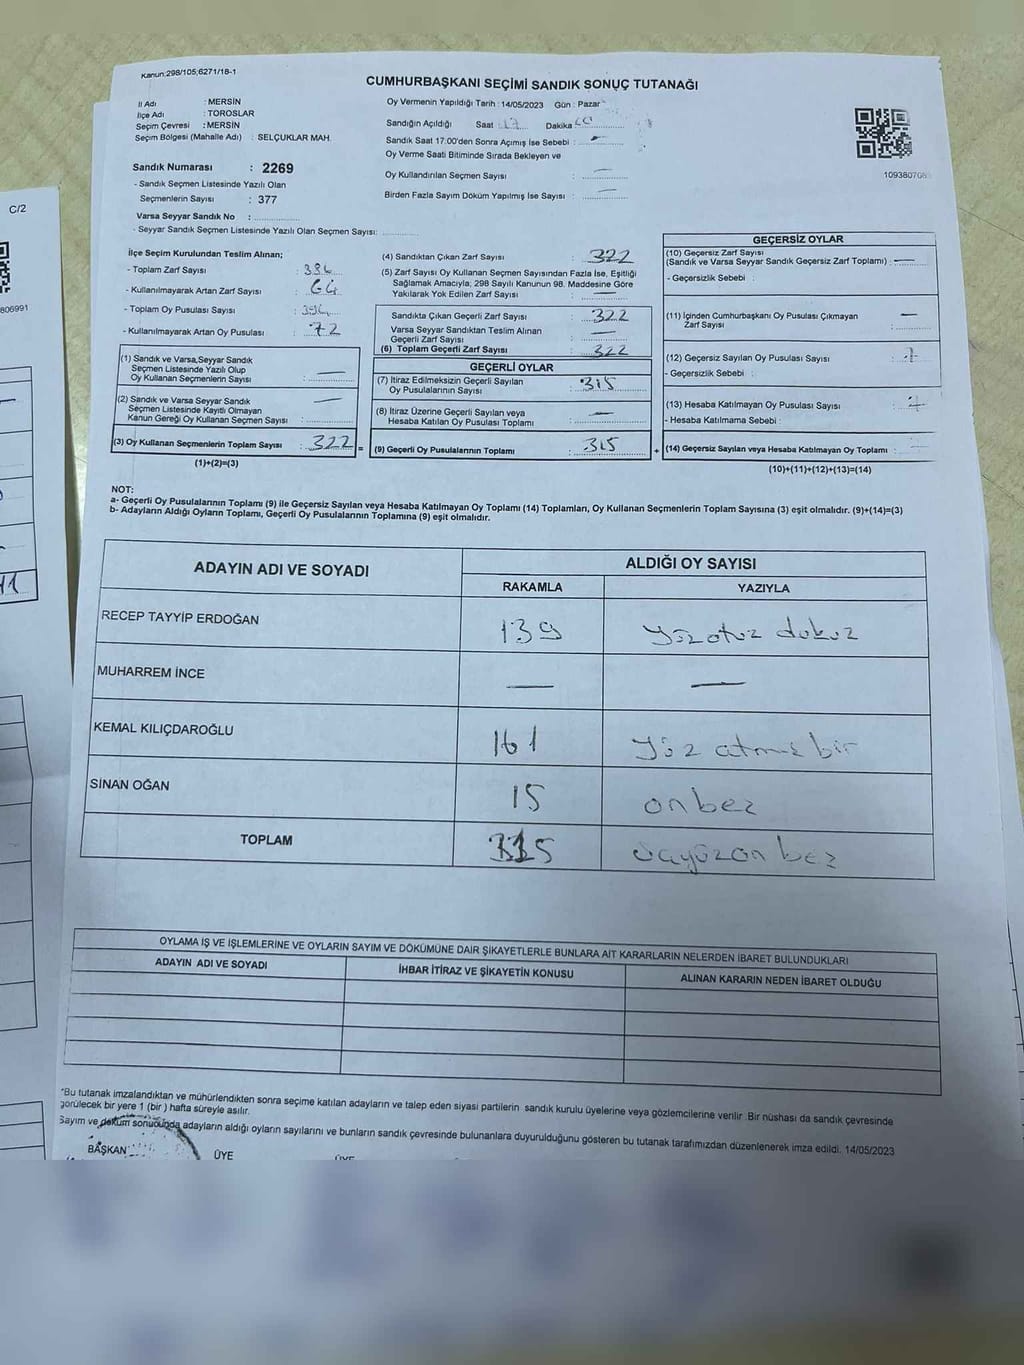 Kanun:298/105;6271/18-1
CUMHURBAŞKANI SEÇİMİ SANDIK SONUÇ TUTANAĞI
İl Adı : MERSİN
İlçe Adı : TOROSLAR
Seçim Çevresi : MERSİN
Seçim Bölgesi (Mahalle Adı) : SELÇUKLAR MAH.
Sandık Numarası : 2269
- Sandık Seçmen Listesinde Yazılı Olan
Seçmenlerin Sayısı : 377
Varsa Seyyar Sandık No :
- Seyyar Sandık Seçmen Listesinde Yazılı Olan Seçmen Sayısı:
Oy Vermenin Yapıldığı Tarih : 14/05/2023 Gün : Pazar
Sandığın Açıldığı Saat : 17 Dakika
Sandık Saat 17:00'den Sonra Açımış İse Sebebi : —
Oy Verme Saati Bitiminde Sırada Bekleyen ve
Oy Kullandırılan Seçmen Sayısı : —
Birden Fazla Sayım Döküm Yapılmış İse Sayısı : —
109380708
C/2
806991
İlçe Seçim Kurulundan Teslim Alınan;
- Toplam Zarf Sayısı :
- Kullanılmayarak Artan Zarf Sayısı : 64
- Toplam Oy Pusulası Sayısı :
- Kullanılmayarak Artan Oy Pusulası : 72
(1) Sandık ve Varsa,Seyyar Sandık
Seçmen Listesinde Yazılı Olup
Oy Kullanan Seçmenlerin Sayısı : —
(2) Sandık ve Varsa Seyyar Sandık
Seçmen Listesinde Kayıtlı Olmayan
Kanun Gereği Oy Kullanan Seçmen Sayısı : —
(3) Oy Kullanan Seçmenlerin Toplam Sayısı : 322 =
(1)+(2)=(3)
(4) Sandıktan Çıkan Zarf Sayısı : 322
(5) Zarf Sayısı Oy Kullanan Seçmen Sayısından Fazla İse, Eşitliği
Sağlamak Amacıyla; 298 Sayılı Kanunun 98. Maddesine Göre
Yakılarak Yok Edilen Zarf Sayısı : —
Sandıkta Çıkan Geçerli Zarf Sayısı : 322
Varsa Seyyar Sandıktan Teslim Alınan
Geçerli Zarf Sayısı : —
(6) Toplam Geçerli Zarf Sayısı : 322
GEÇERLİ OYLAR
(7) İtiraz Edilmeksizin Geçerli Sayılan
Oy Pusulalarının Sayısı : 315
(8) İtiraz Üzerine Geçerli Sayılan veya
Hesaba Katılan Oy Pusulası Toplamı : —
(9) Geçerli Oy Pusulalarının Toplamı : 315 +
GEÇERSİZ OYLAR
(10) Geçersiz Zarf Sayısı
(Sandık ve Varsa Seyyar Sandık Geçersiz Zarf Toplamı) : —
- Geçersizlik Sebebi :
(11) İçinden Cumhurbaşkanı Oy Pusulası Çıkmayan
Zarf Sayısı : —
(12) Geçersiz Sayılan Oy Pusulası Sayısı : 7
- Geçersizlik Sebebi :
(13) Hesaba Katılmayan Oy Pusulası Sayısı :
- Hesaba Katılmama Sebebi :
(14) Geçersiz Sayılan veya Hesaba Katılmayan Oy Toplamı :
(10)+(11)+(12)+(13)=(14)
NOT:
a- Geçerli Oy Pusulalarının Toplamı (9) ile Geçersiz Sayılan veya Hesaba Katılmayan Oy Toplamı (14) Toplamları, Oy Kullanan Seçmenlerin Toplam Sayısına (3) eşit olmalıdır. (9)+(14)=(3)
b- Adayların Aldığı Oyların Toplamı, Geçerli Oy Pusulalarının Toplamına (9) eşit olmalıdır.
ADAYIN ADI VE SOYADI ALDIĞI OY SAYISI
RAKAMLA YAZIYLA
RECEP TAYYİP ERDOĞAN 139 yüzotuz dokuz
MUHARREM İNCE — —
KEMAL KILIÇDAROĞLU 161 yüz atmış bir
SİNAN OĞAN 15 onbeş
TOPLAM 315 üçyüzon beş
OYLAMA İŞ VE İŞLEMLERİNE VE OYLARIN SAYIM VE DÖKÜMÜNE DAİR ŞİKAYETLERLE BUNLARA AİT KARARLARIN NELERDEN İBARET BULUNDUKLARI
ADAYIN ADI VE SOYADI İHBAR İTİRAZ VE ŞİKAYETİN KONUSU ALINAN KARARIN NEDEN İBARET OLDUĞU
*Bu tutanak imzalandıktan ve mühürlendikten sonra seçime katılan adayların ve talep eden siyasi partilerin sandık kurulu üyelerine veya gözlemcilerine verilir. Bir nüshası da sandık çevresinde
görülecek bir yere 1 (bir ) hafta süreyle asılır.
Sayım ve döküm sonucunda adayların aldığı oyların sayılarını ve bunların sandık çevresinde bulunanlara duyurulduğunu gösteren bu tutanak tarafımızdan düzenlenerek imza edildi. 14/05/2023
BAŞKAN ÜYE ÜYE